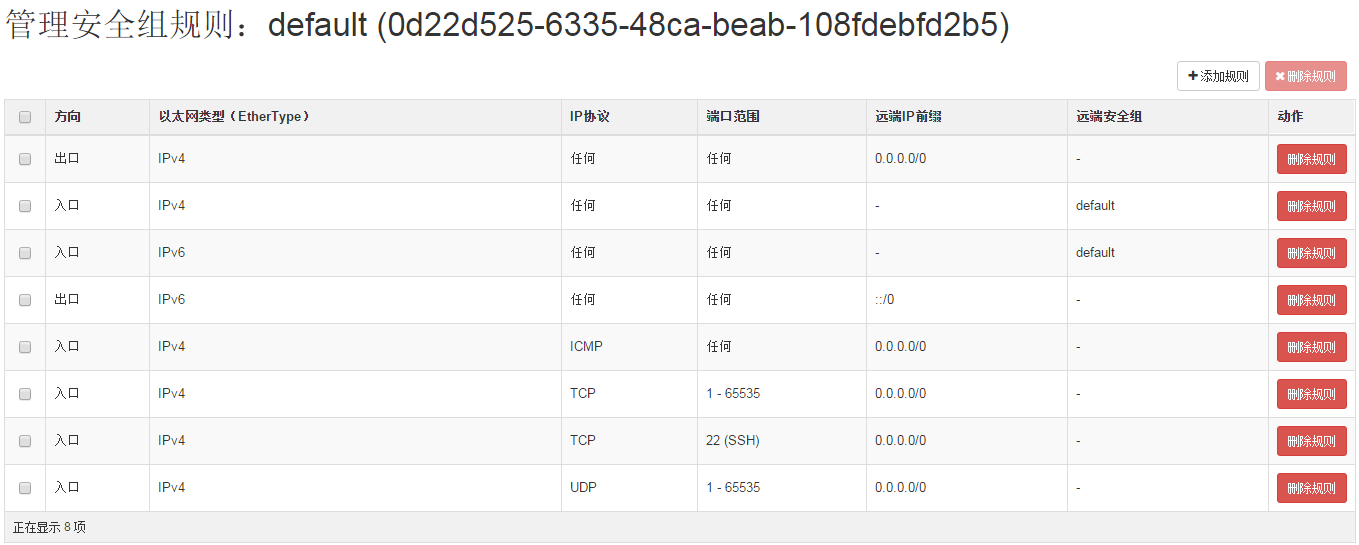 管理安全组规则：default (0d22d525-6335-48ca-beab-108fdebfd2b5)
添加规则 删除规则
方向 以太网类型（EtherType） IP协议 端口范围 远端IP前缀 远端安全组 动作
出口 IPv4 任何 任何 0.0.0.0/0 - 删除规则
入口 IPv4 任何 任何 - default 删除规则
入口 IPv6 任何 任何 - default 删除规则
出口 IPv6 任何 任何 ::/0 - 删除规则
入口 IPv4 ICMP 任何 0.0.0.0/0 - 删除规则
入口 IPv4 TCP 1 - 65535 0.0.0.0/0 - 删除规则
入口 IPv4 TCP 22 (SSH) 0.0.0.0/0 - 删除规则
入口 IPv4 UDP 1 - 65535 0.0.0.0/0 - 删除规则
正在显示 8 项